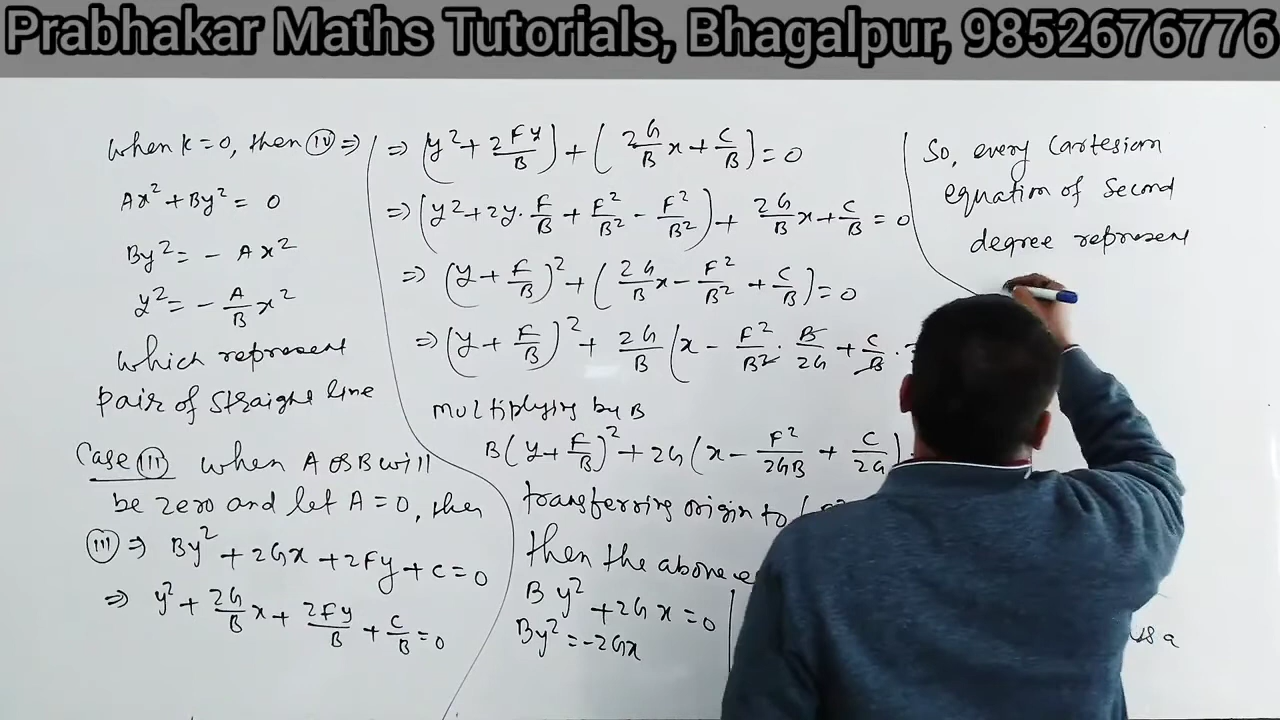 Prabhakar Maths Tutorials, Bhagalpur, 9852676776
when k=0, then (IV) ⇒
Ax² + By² = 0
By² = - Ax²
y² = - A/B x²
which represent
pair of straight line
Case (III) when A or B will
be zero and let A = 0, then
(III) ⇒ By² + 2Gx + 2Fy + c = 0
⇒ y² + 2G/B x + 2Fy/B + C/B = 0
⇒ (y² + 2Fy/B) + (2G/B x + C/B) = 0
⇒ (y² + 2y. F/B + F²/B² - F²/B²) + 2G/B x + C/B = 0
⇒ (y + F/B)² + (2G/B x - F²/B² + C/B) = 0
⇒ (y + F/B)² + 2G/B (x - F²/B² . B/2G + C/B .
Multiplying by B
B(y + F/B)² + 2G(x - F²/2GB + C/2G)
transferring origin to (
then the above
By² + 2Gx = 0
By² = -2Gx
So, every Cartesian
equation of Second
degree represent
is a